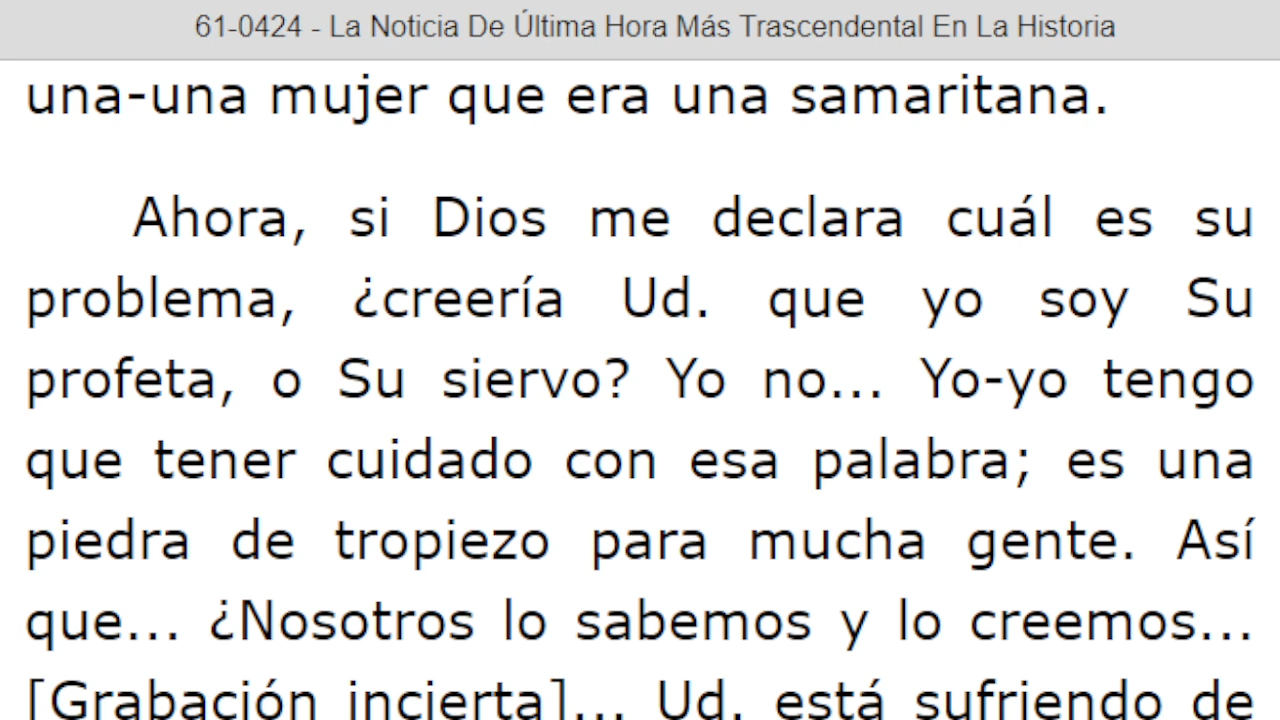 61-0424 - La Noticia De Última Hora Más Trascendental En La Historia
una-una mujer que era una samaritana.
Ahora, si Dios me declara cuál es su
problema, ¿creería Ud. que yo soy Su
profeta, o Su siervo? Yo no... Yo-yo tengo
que tener cuidado con esa palabra; es una
piedra de tropiezo para mucha gente. Así
que... ¿Nosotros lo sabemos y lo creemos...
[Grabación incierta]... Ud. está sufriendo de